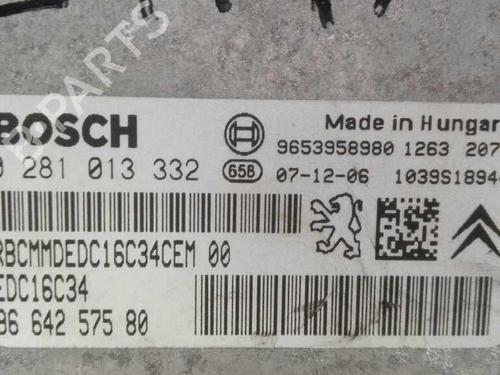 B-PARTS
BOSCH
Made in Hungar
9653958980 1263 207
0 281 013 332
658
07-12-06 1039S1894
RBCMMDEDC16C34CEM 00
EDC16C34
96 642 575 80